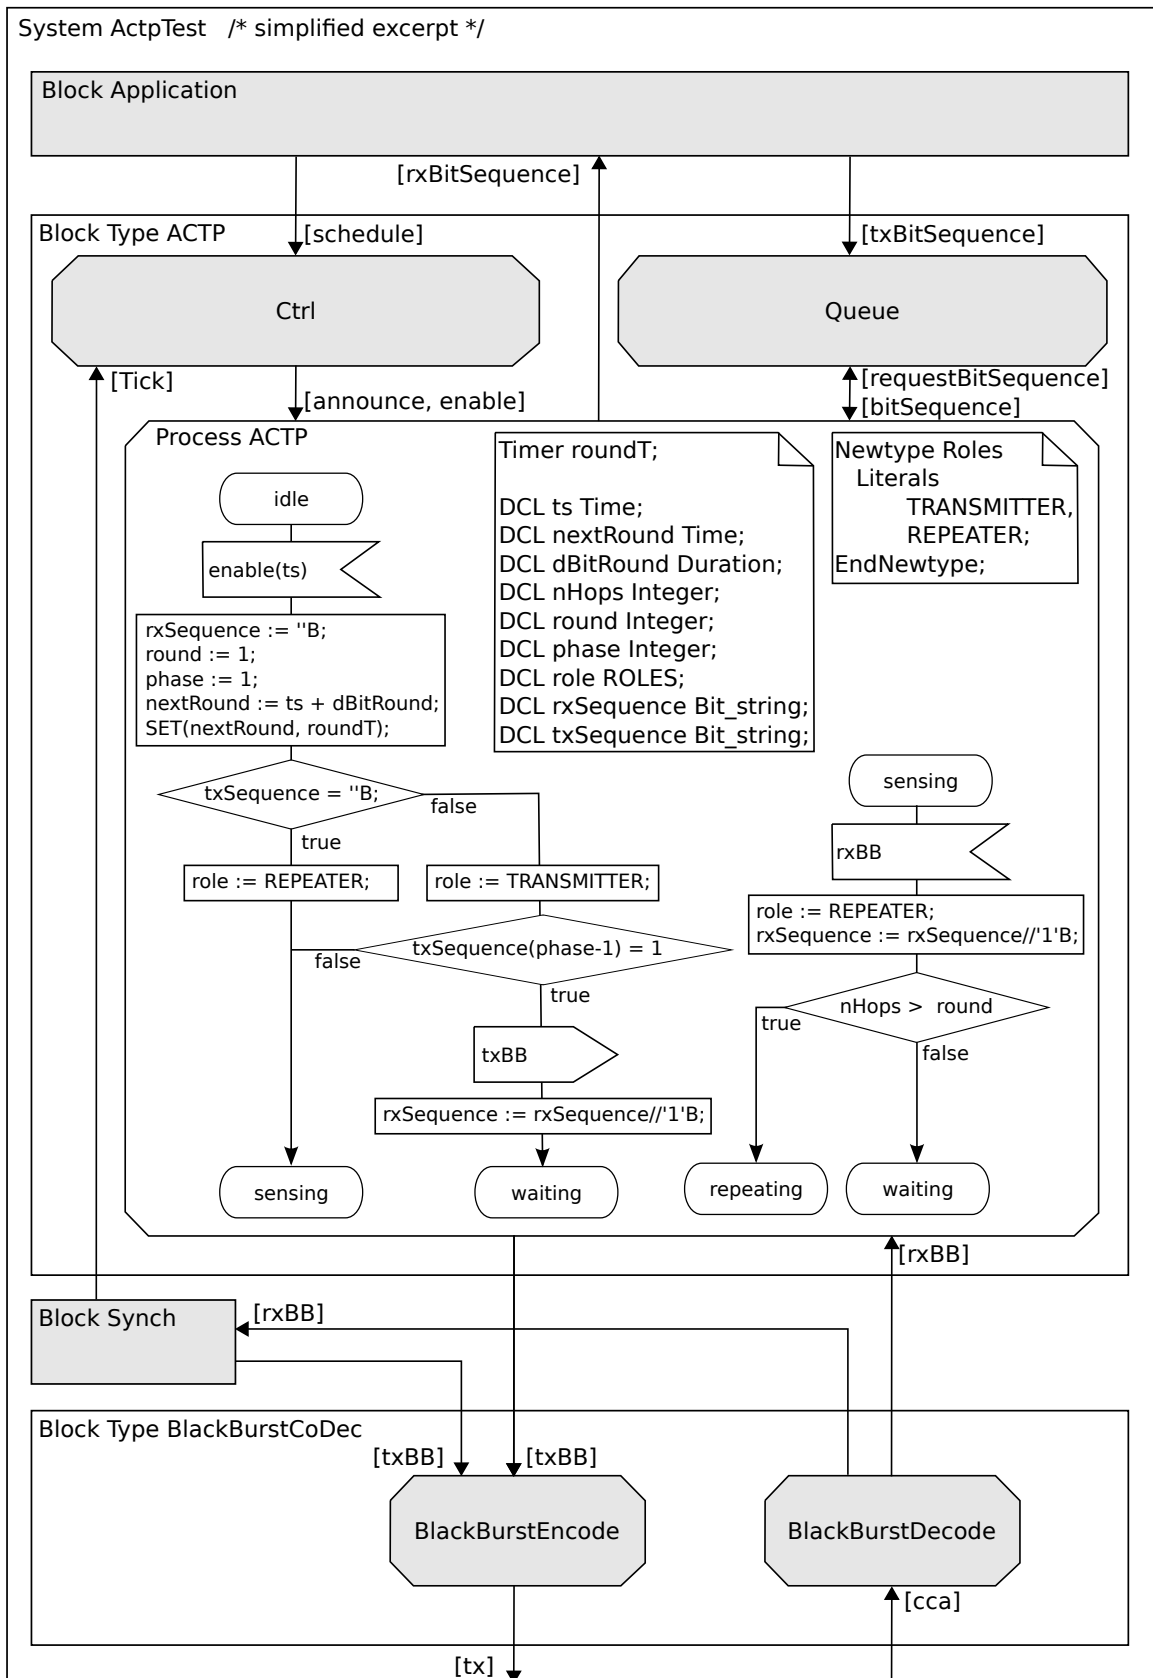 System ActpTest   /* simplified excerpt */
Block Application
[rxBitSequence]
Block Type ACTP
[schedule]
[txBitSequence]
Ctrl
Queue
[Tick]
[announce, enable]
[requestBitSequence]
[bitSequence]
Process ACTP
idle
enable(ts)
rxSequence := ''B;
round := 1;
phase := 1;
nextRound := ts + dBitRound;
SET(nextRound, roundT);
Timer roundT;
DCL ts Time;
DCL nextRound Time;
DCL dBitRound Duration;
DCL nHops Integer;
DCL round Integer;
DCL phase Integer;
DCL role ROLES;
DCL rxSequence Bit_string;
DCL txSequence Bit_string;
Newtype Roles
Literals
TRANSMITTER,
REPEATER;
EndNewtype;
txSequence = ''B;
false
true
role := REPEATER;
role := TRANSMITTER;
txSequence(phase-1) = 1
false
true
txBB
rxSequence := rxSequence//'1'B;
sensing
waiting
sensing
rxBB
role := REPEATER;
rxSequence := rxSequence//'1'B;
nHops >  round
true
false
repeating
waiting
[rxBB]
Block Synch
[rxBB]
Block Type BlackBurstCoDec
[txBB]
[txBB]
BlackBurstEncode
BlackBurstDecode
[cca]
[tx]